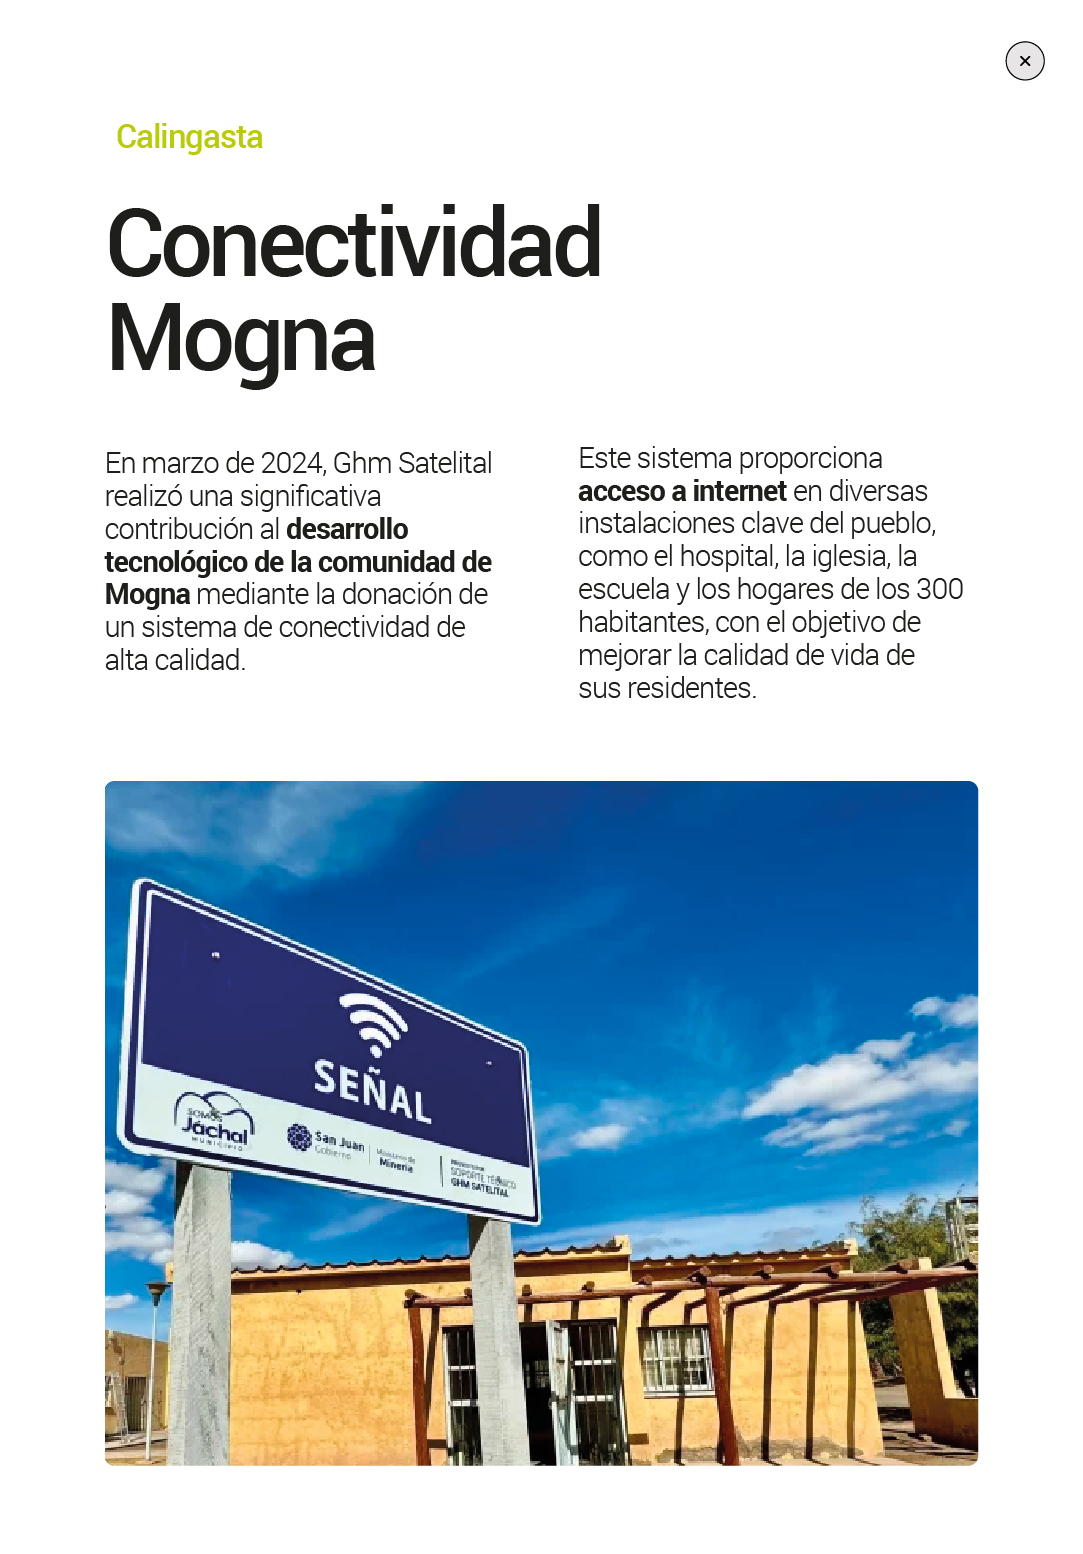 Calingasta
Conectividad
Mogna
En marzo de 2024, Ghm Satelital
realizó una significativa
contribución al desarrollo
tecnológico de la comunidad de
Mogna mediante la donación de
un sistema de conectividad de
alta calidad.
Este sistema proporciona
acceso a internet en diversas
instalaciones clave del pueblo,
como el hospital, la iglesia, la
escuela y los hogares de los 300
habitantes, con el objetivo de
mejorar la calidad de vida de
sus residentes.
SEÑAL
SOMOS
Jáchal
MUNICIPIO
San Juan
Gobierno
Ministerio de
Minería
SOPORTE TÉCNICO
GHM SATELITAL